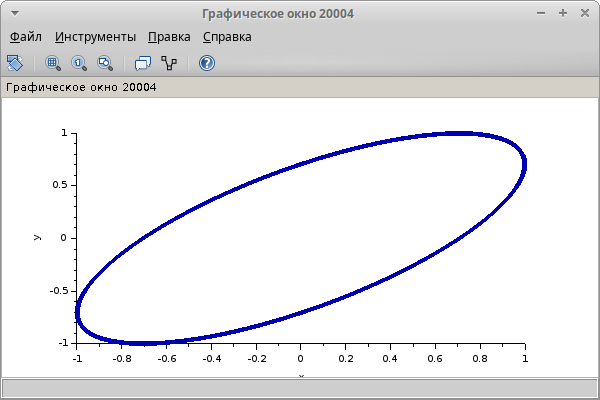 Графическое окно 20004
Файл Инструменты Правка Справка
Графическое окно 20004
1
0.5
0
-0.5
-1
y
-1 -0.8 -0.6 -0.4 -0.2 0 0.2 0.4 0.6 0.8 1